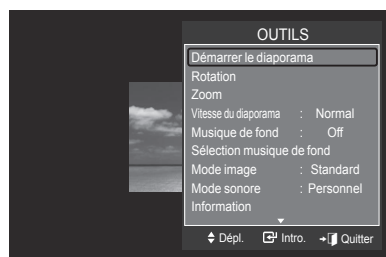 OUTILS
Démarrer le diaporama
Rotation
Zoom
Vitesse du diaporama : Normal
Musique de fond : Off
Sélection musique de fond
Mode image : Standard
Mode sonore : Personnel
Information
Dépl. Intro. Quitter